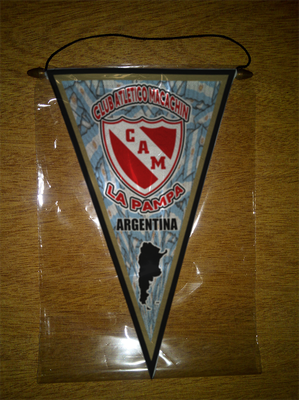 CLUB ATLETICO MACACHIN
CAM
LA PAMPA
ARGENTINA